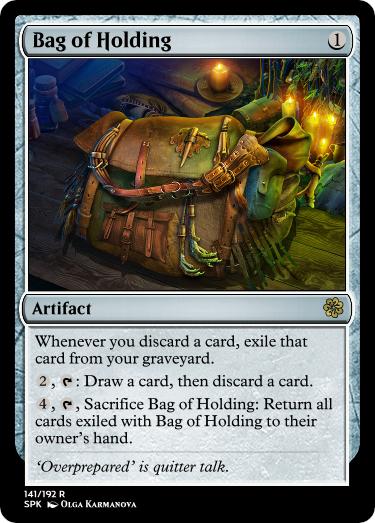 Bag of Holding 1
Artifact
Whenever you discard a card, exile that
card from your graveyard.
2, : Draw a card, then discard a card.
4, , Sacrifice Bag of Holding: Return all
cards exiled with Bag of Holding to their
owner's hand.
‘Overprepared’ is quitter talk.
141/192 R
SPK Olga Karmanova